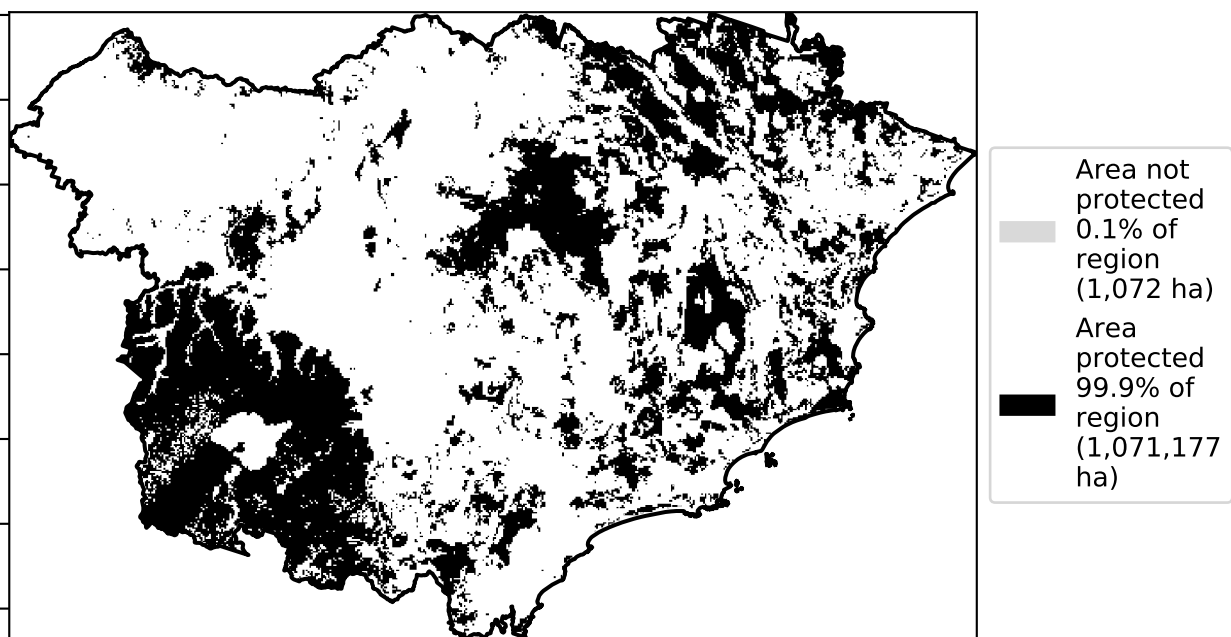 Area not
protected
0.1% of
region
(1,072 ha)
Area
protected
99.9% of
region
(1,071,177
ha)